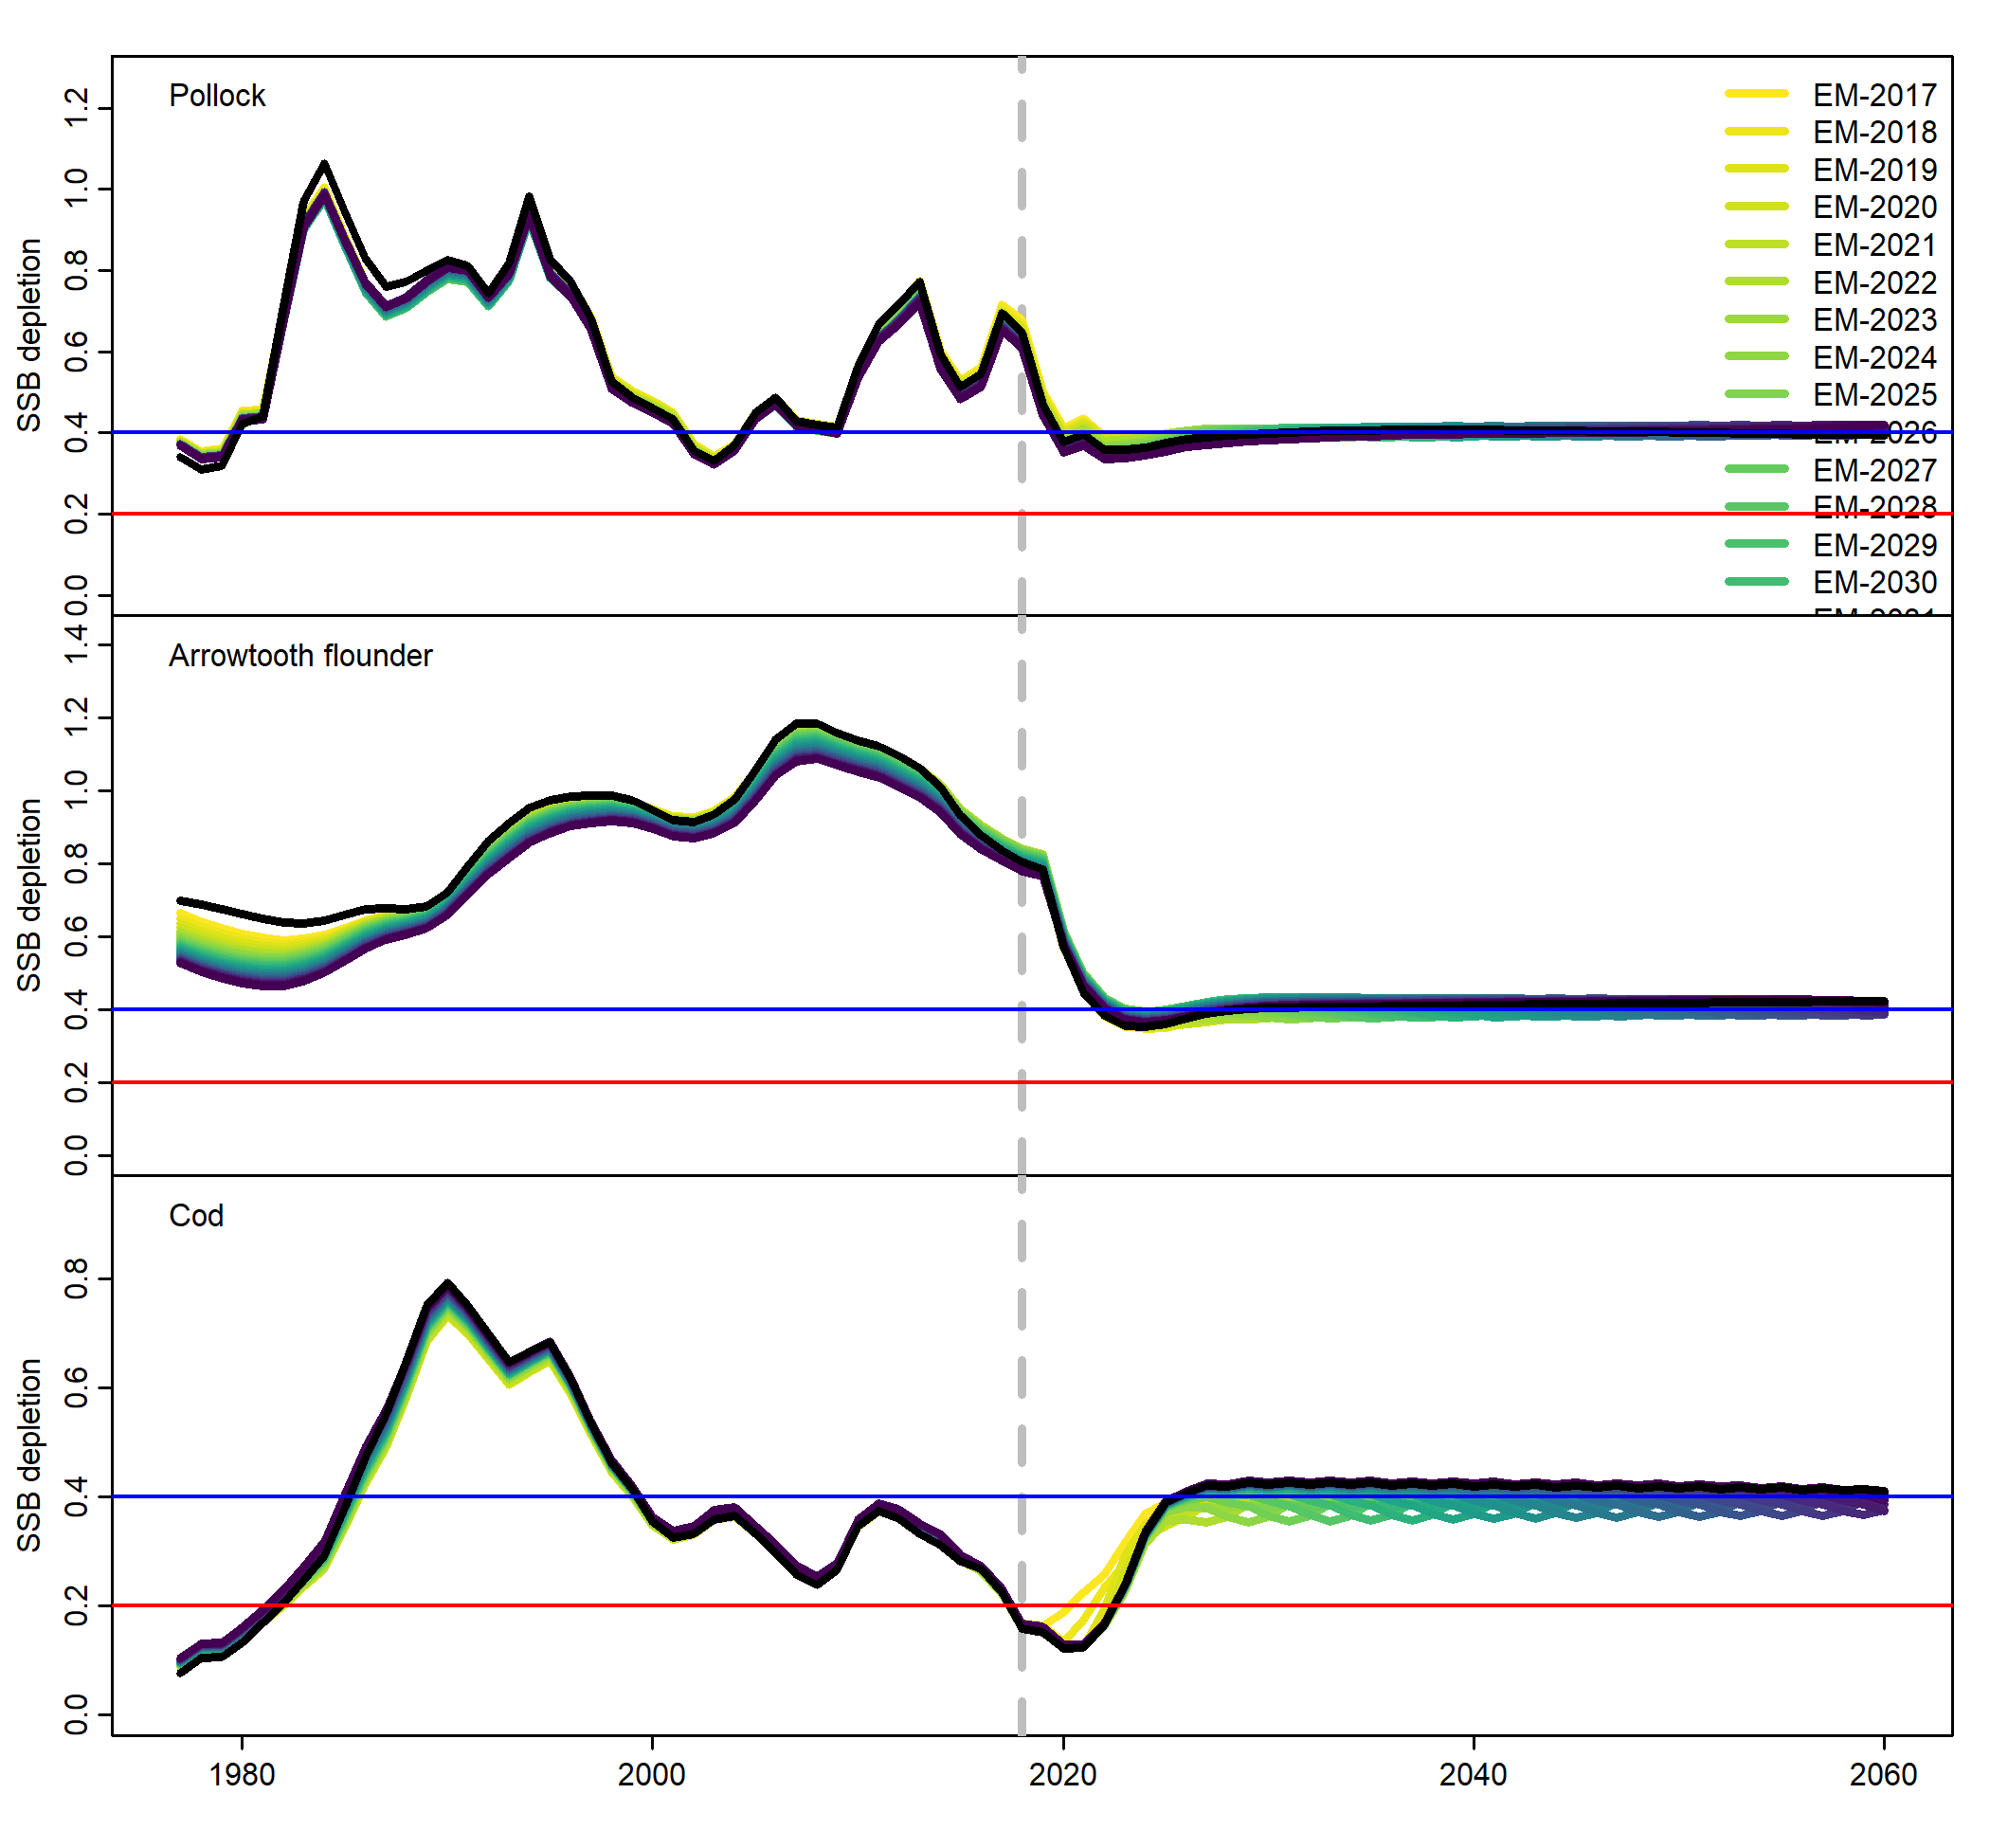 Pollock
SSB depletion
0.0 0.2 0.4 0.6 0.8 1.0 1.2
EM-2017
EM-2018
EM-2019
EM-2020
EM-2021
EM-2022
EM-2023
EM-2024
EM-2025
EM-2026
EM-2027
EM-2028
EM-2029
EM-2030
Arrowtooth flounder
SSB depletion
0.0 0.2 0.4 0.6 0.8 1.0 1.2 1.4
Cod
SSB depletion
0.0 0.2 0.4 0.6 0.8
1980 2000 2020 2040 2060